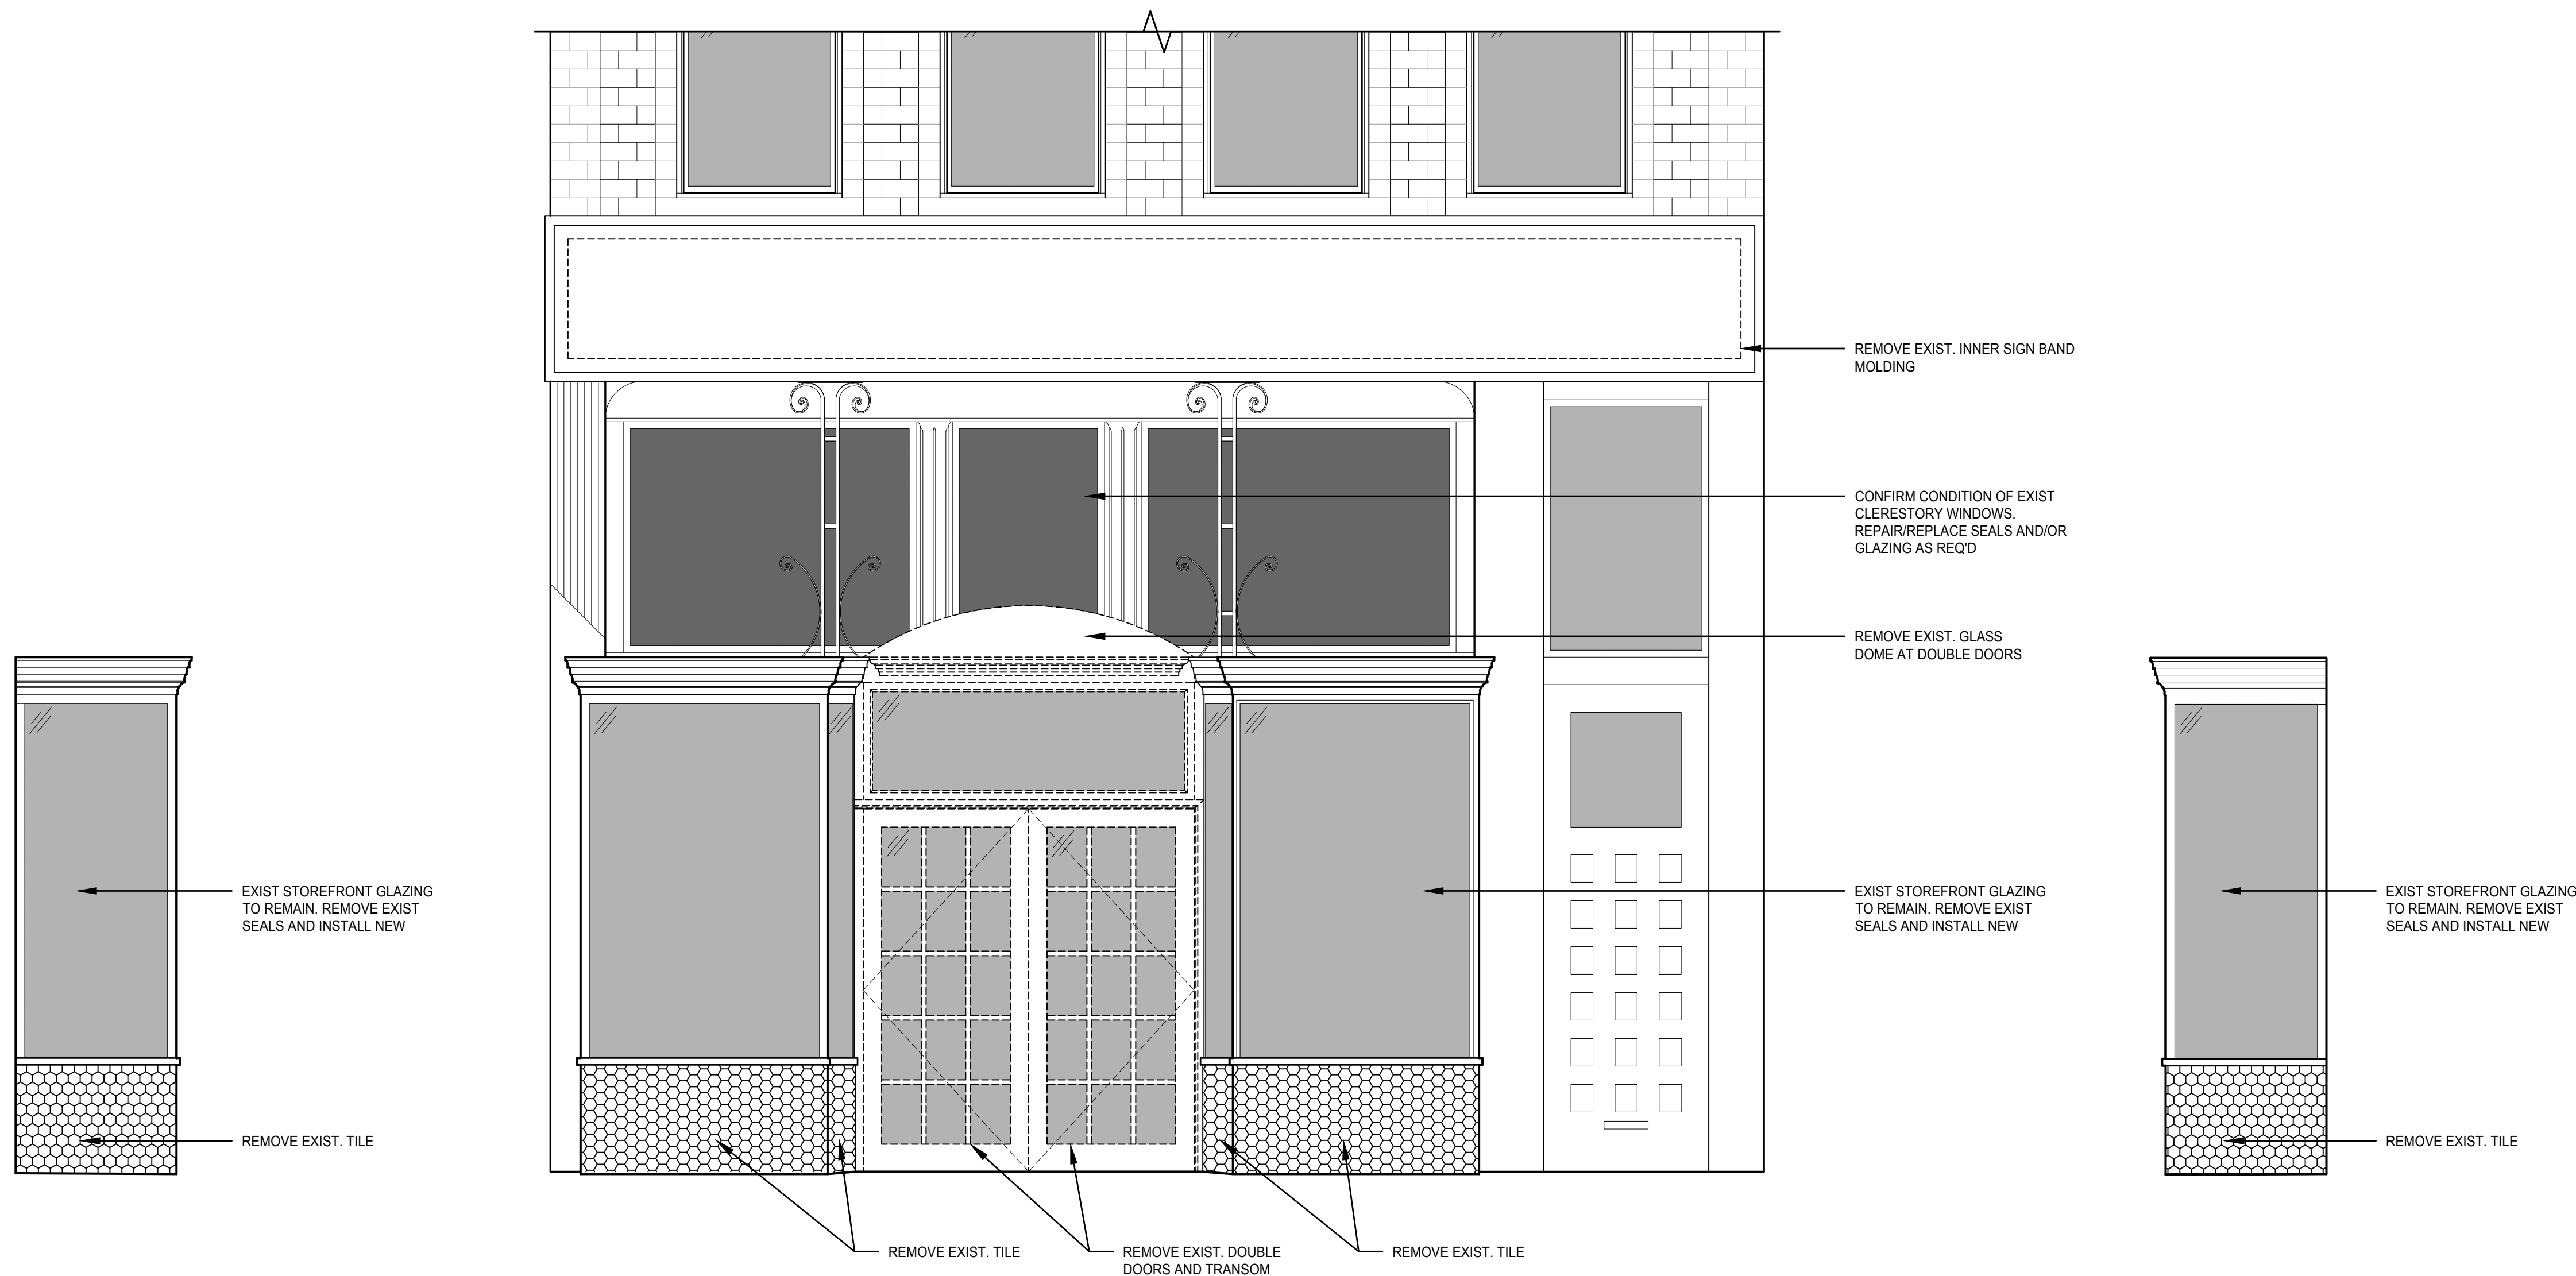 REMOVE EXIST. INNER SIGN BAND
MOLDING
CONFIRM CONDITION OF EXIST
CLERESTORY WINDOWS.
REPAIR/REPLACE SEALS AND/OR
GLAZING AS REQ'D
REMOVE EXIST. GLASS
DOME AT DOUBLE DOORS
EXIST STOREFRONT GLAZING
TO REMAIN. REMOVE EXIST
SEALS AND INSTALL NEW
EXIST STOREFRONT GLAZING
TO REMAIN. REMOVE EXIST
SEALS AND INSTALL NEW
EXIST STOREFRONT GLAZING
TO REMAIN. REMOVE EXIST
SEALS AND INSTALL NEW
REMOVE EXIST. TILE
REMOVE EXIST. TILE
REMOVE EXIST. TILE
REMOVE EXIST. DOUBLE
DOORS AND TRANSOM
REMOVE EXIST. TILE